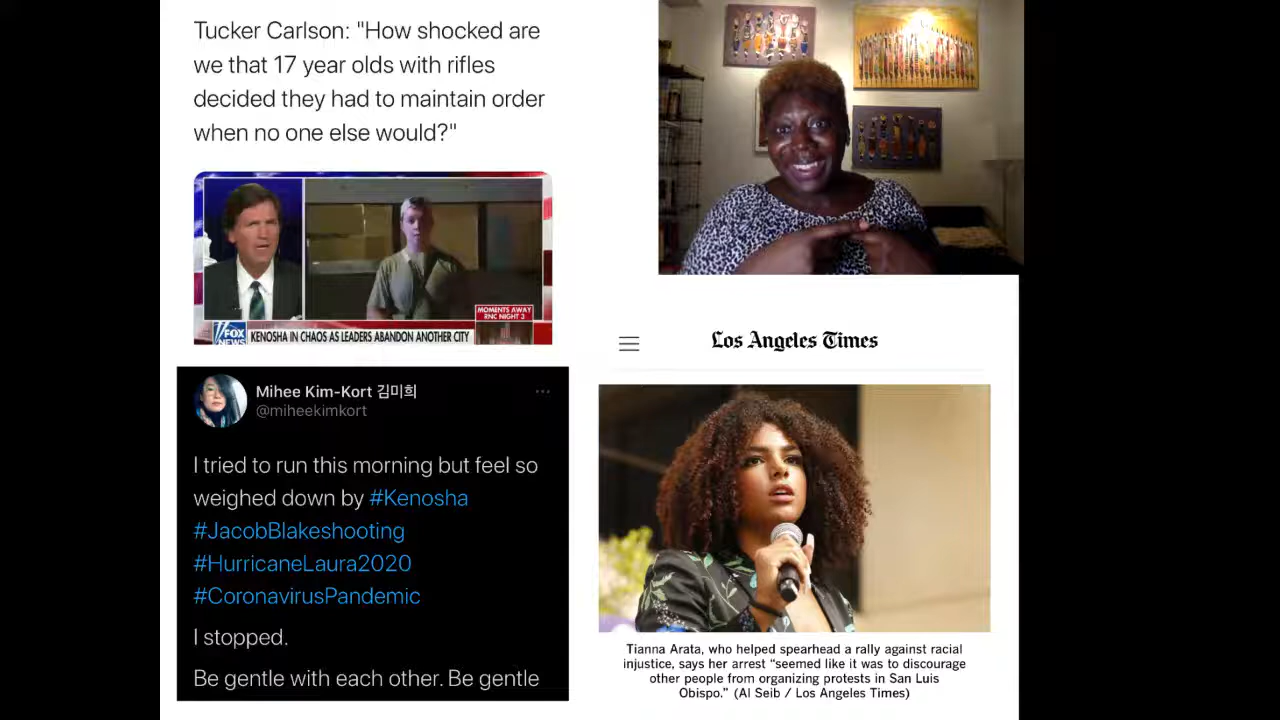 Tucker Carlson: "How shocked are
we that 17 year olds with rifles
decided they had to maintain order
when no one else would?"
MOMENTS AWAY
RNC NIGHT 3
FOX
NEWS
KENOSHA IN CHAOS AS LEADERS ABANDON ANOTHER CITY
Mihee Kim-Kort 김미희
@miheekimkort
I tried to run this morning but feel so
weighed down by #Kenosha
#JacobBlakeshooting
#HurricaneLaura2020
#CoronavirusPandemic
I stopped.
Be gentle with each other. Be gentle
Los Angeles Times
Tianna Arata, who helped spearhead a rally against racial
injustice, says her arrest “seemed like it was to discourage
other people from organizing protests in San Luis
Obispo.” (Al Seib / Los Angeles Times)